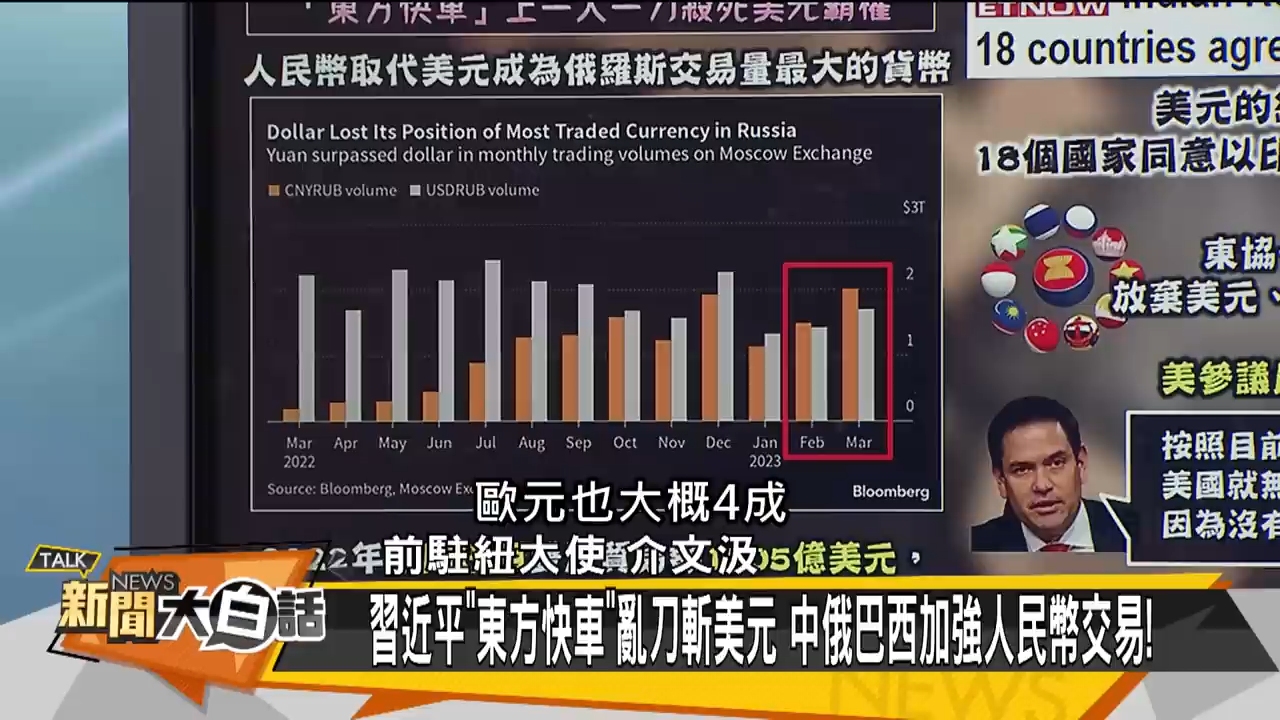 「東方快車」上一人一刀殺死美元霸權
人民幣取代美元成為俄羅斯交易量最大的貨幣
Dollar Lost Its Position of Most Traded Currency in Russia
Yuan surpassed dollar in monthly trading volumes on Moscow Exchange
CNYRUB volume USDRUB volume
$3T
2
1
0
Mar Apr May Jun Jul Aug Sep Oct Nov Dec Jan Feb Mar
2022 2023
Source: Bloomberg, Moscow
Bloomberg
ETNOW
18 countries
美元的
18個國家同意以
東協
放棄美元、
美參議
按照目前
美國就無
因為沒有
歐元也大概4成
前駐紐大使 介文汲
億美元，
TALK
NEWS
新聞大白話
習近平"東方快車"亂刀斬美元 中俄巴西加強人民幣交易!
NEWS